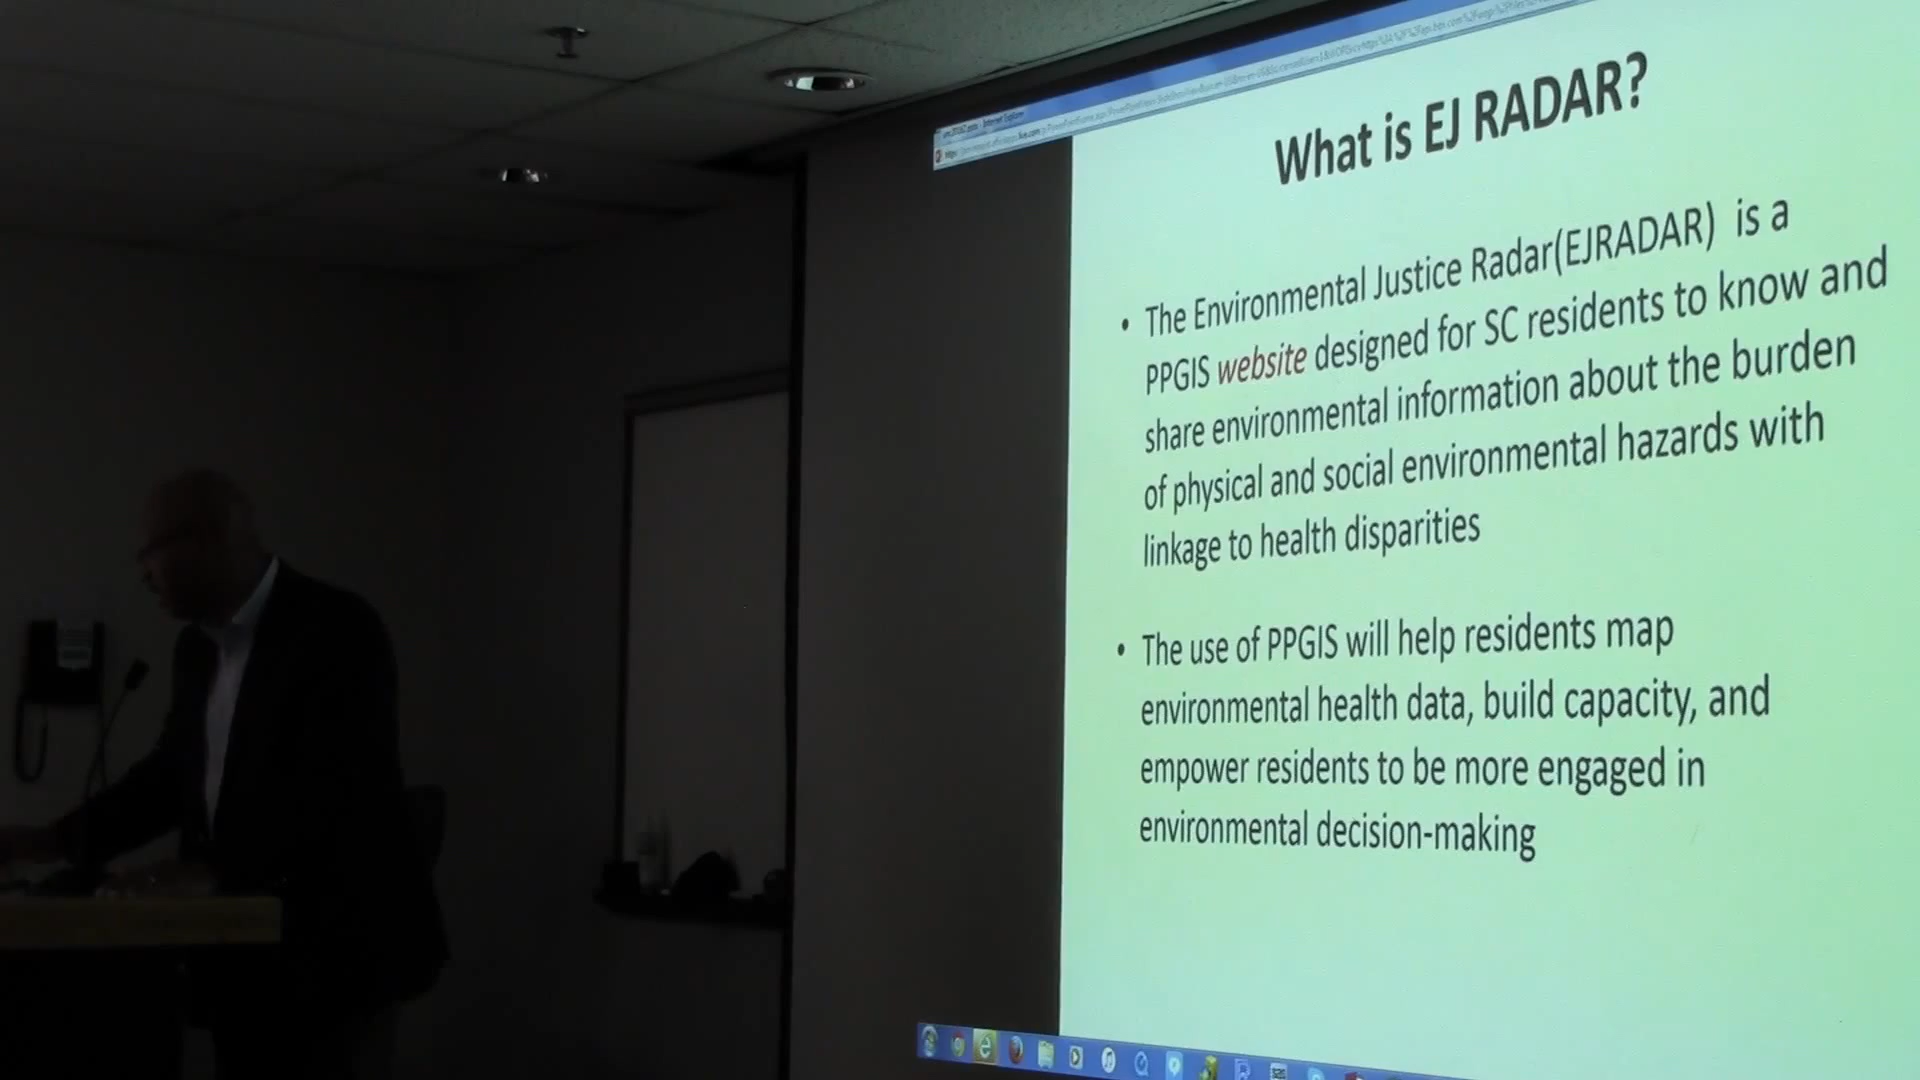 What is EJ RADAR?
• The Environmental Justice Radar(EJRADAR) is a
PPGIS website designed for SC residents to know and
share environmental information about the burden
of physical and social environmental hazards with
linkage to health disparities
• The use of PPGIS will help residents map
environmental health data, build capacity, and
empower residents to be more engaged in
environmental decision-making